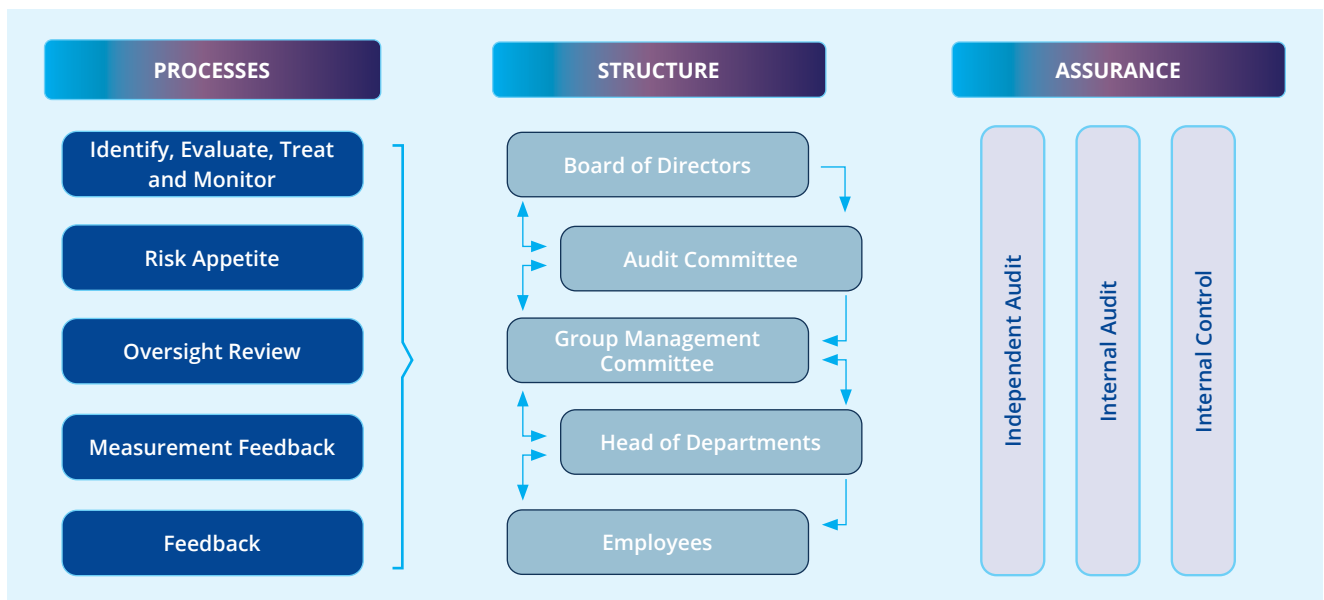 PROCESSES
Identify, Evaluate, Treat
and Monitor
Risk Appetite
Oversight Review
Measurement Feedback
Feedback
STRUCTURE
Board of Directors
Audit Committee
Group Management
Committee
Head of Departments
Employees
ASSURANCE
Independent Audit
Internal Audit
Internal Control